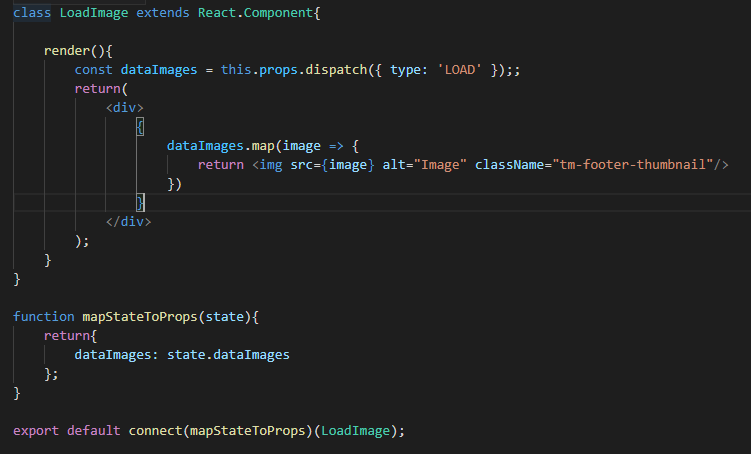 class LoadImage extends React.Component{
render(){
const dataImages = this.props.dispatch({ type: 'LOAD' });;
return(
<div>
{
dataImages.map(image => {
return <img src={image} alt="Image" className="tm-footer-thumbnail"/>
})
}
</div>
);
}
}
function mapStateToProps(state){
return{
dataImages: state.dataImages
};
}
export default connect(mapStateToProps)(LoadImage);